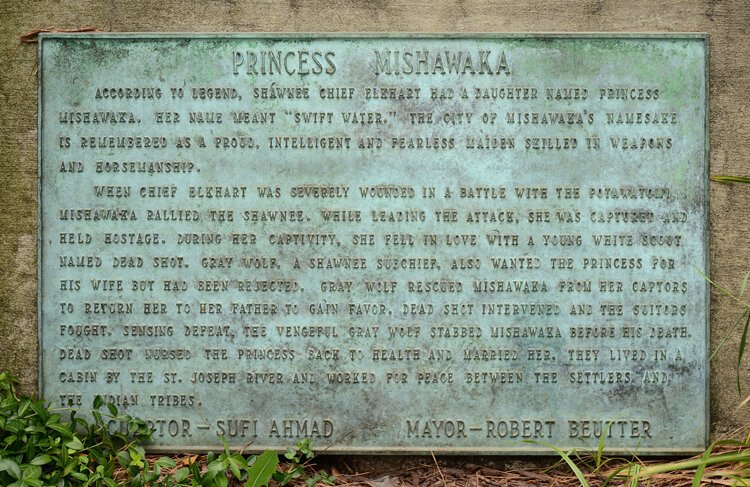 PRINCESS MISHAWAKA
ACCORDING TO LEGEND, SHAWNEE CHIEF ELKHART HAD A DAUGHTER NAMED PRINCESS
MISHAWAKA. HER NAME MEANT "SWIFT WATER." THE CITY OF MISHAWAKA'S NAMESAKE
IS REMEMBERED AS A PROUD, INTELLIGENT AND FEARLESS MAIDEN SKILLED IN WEAPONS
AND HORSEMANSHIP.
WHEN CHIEF ELKHART WAS SEVERELY WOUNDED IN A BATTLE WITH THE POTAWATOMI,
MISHAWAKA RALLIED THE SHAWNEE. WHILE LEADING THE ATTACK, SHE WAS CAPTURED AND
HELD HOSTAGE. DURING HER CAPTIVITY, SHE FELL IN LOVE WITH A YOUNG WHITE SCOUT
NAMED DEAD SHOT. GRAY WOLF, A SHAWNEE SUBCHIEF, ALSO WANTED THE PRINCESS FOR
HIS WIFE BUT HAD BEEN REJECTED. GRAY WOLF RESCUED MISHAWAKA FROM HER CAPTORS
TO RETURN HER TO HER FATHER TO GAIN FAVOR. DEAD SHOT INTERVENED AND THE SUITORS
FOUGHT. SENSING DEFEAT, THE VENGEFUL GRAY WOLF STABBED MISHAWAKA BEFORE HIS DEATH.
DEAD SHOT NURSED THE PRINCESS BACK TO HEALTH AND MARRIED HER. THEY LIVED IN A
CABIN BY THE ST. JOSEPH RIVER AND WORKED FOR PEACE BETWEEN THE SETTLERS AND
THE INDIAN TRIBES.
SCULPTOR—SUFI AHMAD MAYOR—ROBERT BEUTTER